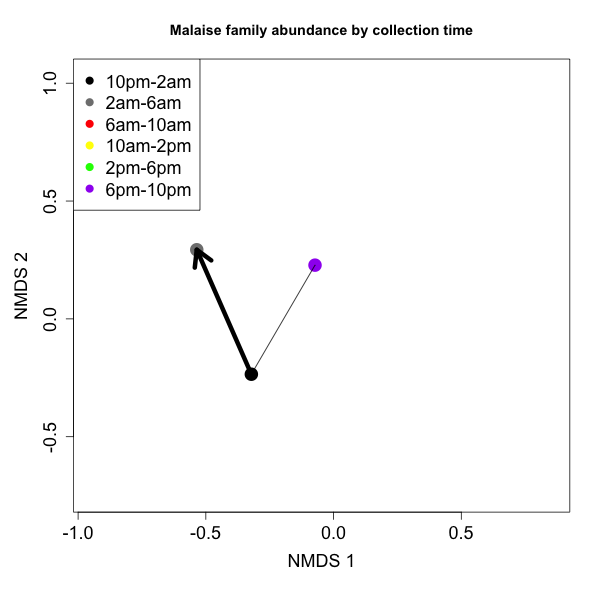 Malaise family abundance by collection time
10pm-2am
2am-6am
6am-10am
10am-2pm
2pm-6pm
6pm-10pm
1.0
0.5
0.0
-0.5
NMDS 2
-1.0 -0.5 0.0 0.5
NMDS 1